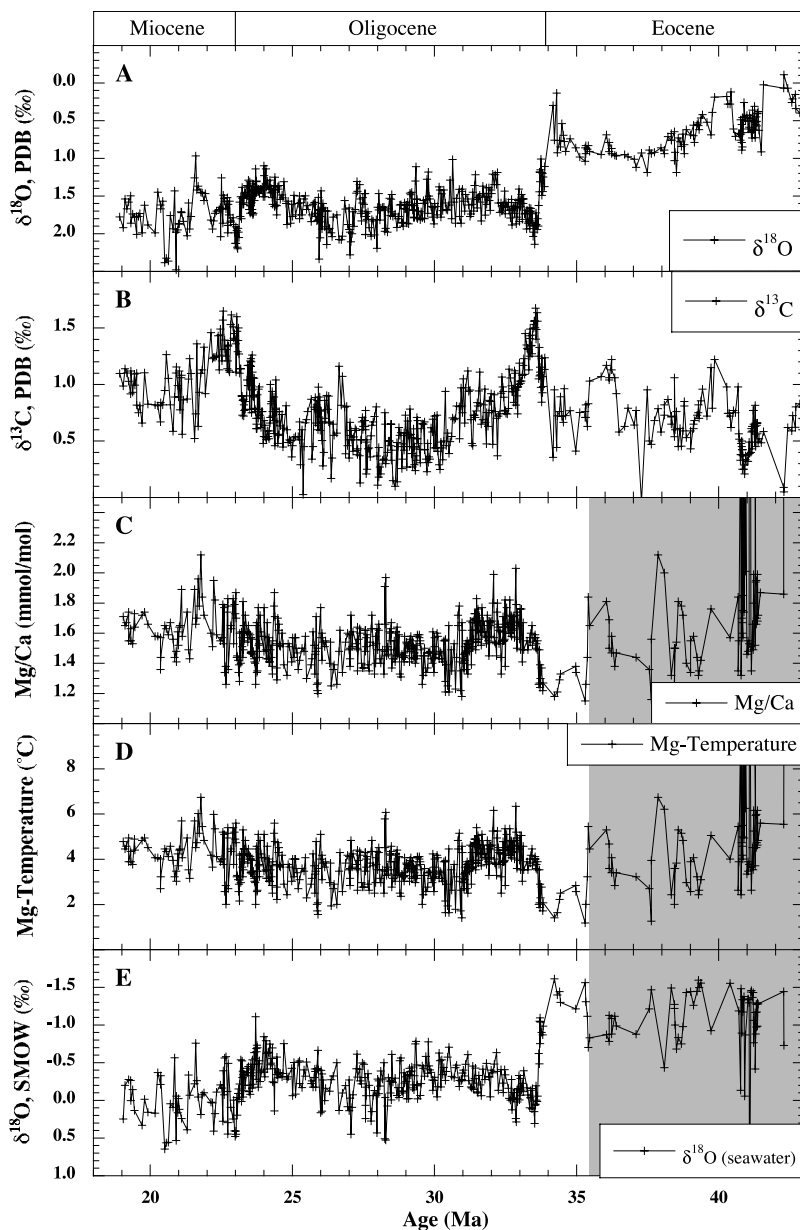 Miocene Oligocene Eocene
A
0.0
0.5
1.0
1.5
2.0
δ¹⁸O, PDB (‰)
δ¹⁸O
B
δ¹³C
1.5
1.0
0.5
δ¹³C, PDB (‰)
C
2.2
2.0
1.8
1.6
1.4
1.2
Mg/Ca (mmol/mol)
Mg/Ca
D
Mg-Temperature
8
6
4
2
Mg-Temperature (°C)
E
-1.5
-1.0
-0.5
0.0
0.5
1.0
δ¹⁸O, SMOW (‰)
δ¹⁸O (seawater)
20 25 30 35 40
Age (Ma)